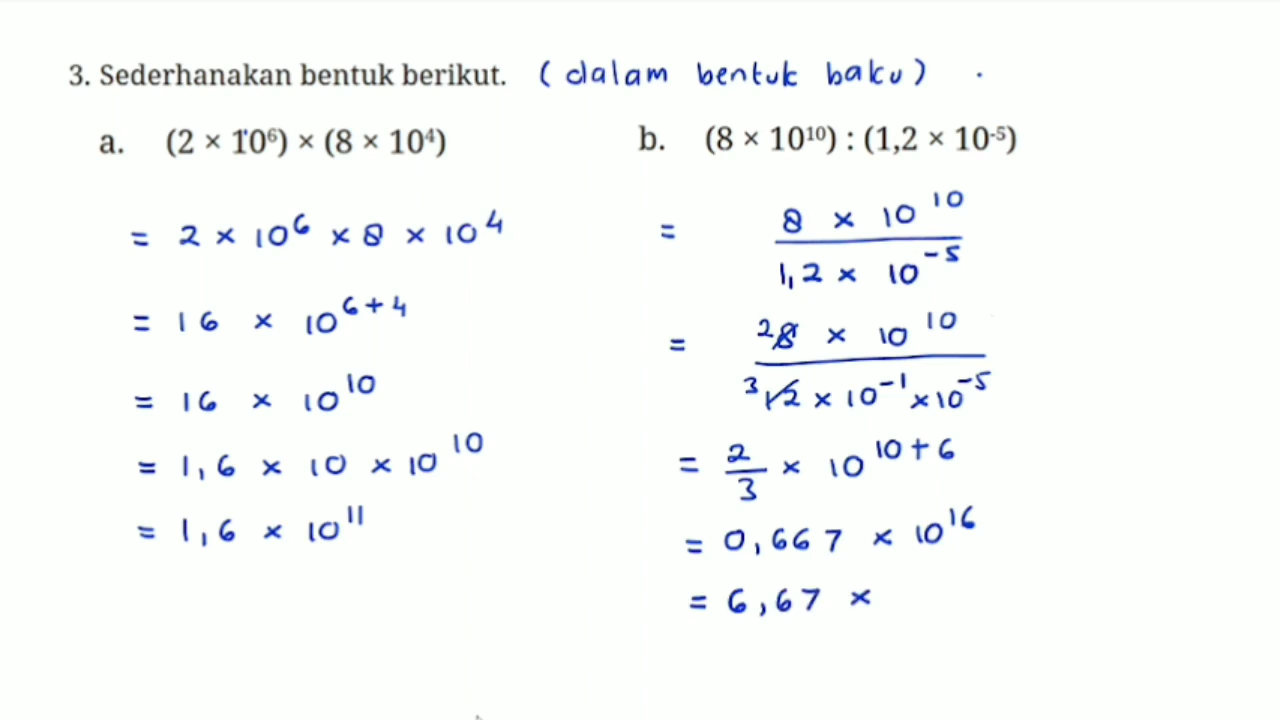 3. Sederhanakan bentuk berikut. (dalam bentuk baku)
a. (2 × 10⁶) × (8 × 10⁴)
= 2 × 10⁶ × 8 × 10⁴
= 16 × 10⁶⁺⁴
= 16 × 10¹⁰
= 1,6 × 10 × 10¹⁰
= 1,6 × 10¹¹
b. (8 × 10¹⁰) : (1,2 × 10⁻⁵)
= 8 × 10¹⁰
1,2 × 10⁻⁵
= ²8 × 10¹⁰
³12 × 10⁻¹ × 10⁻⁵
= 2/3 × 10¹⁰⁺⁶
= 0,667 × 10¹⁶
= 6,67 ×